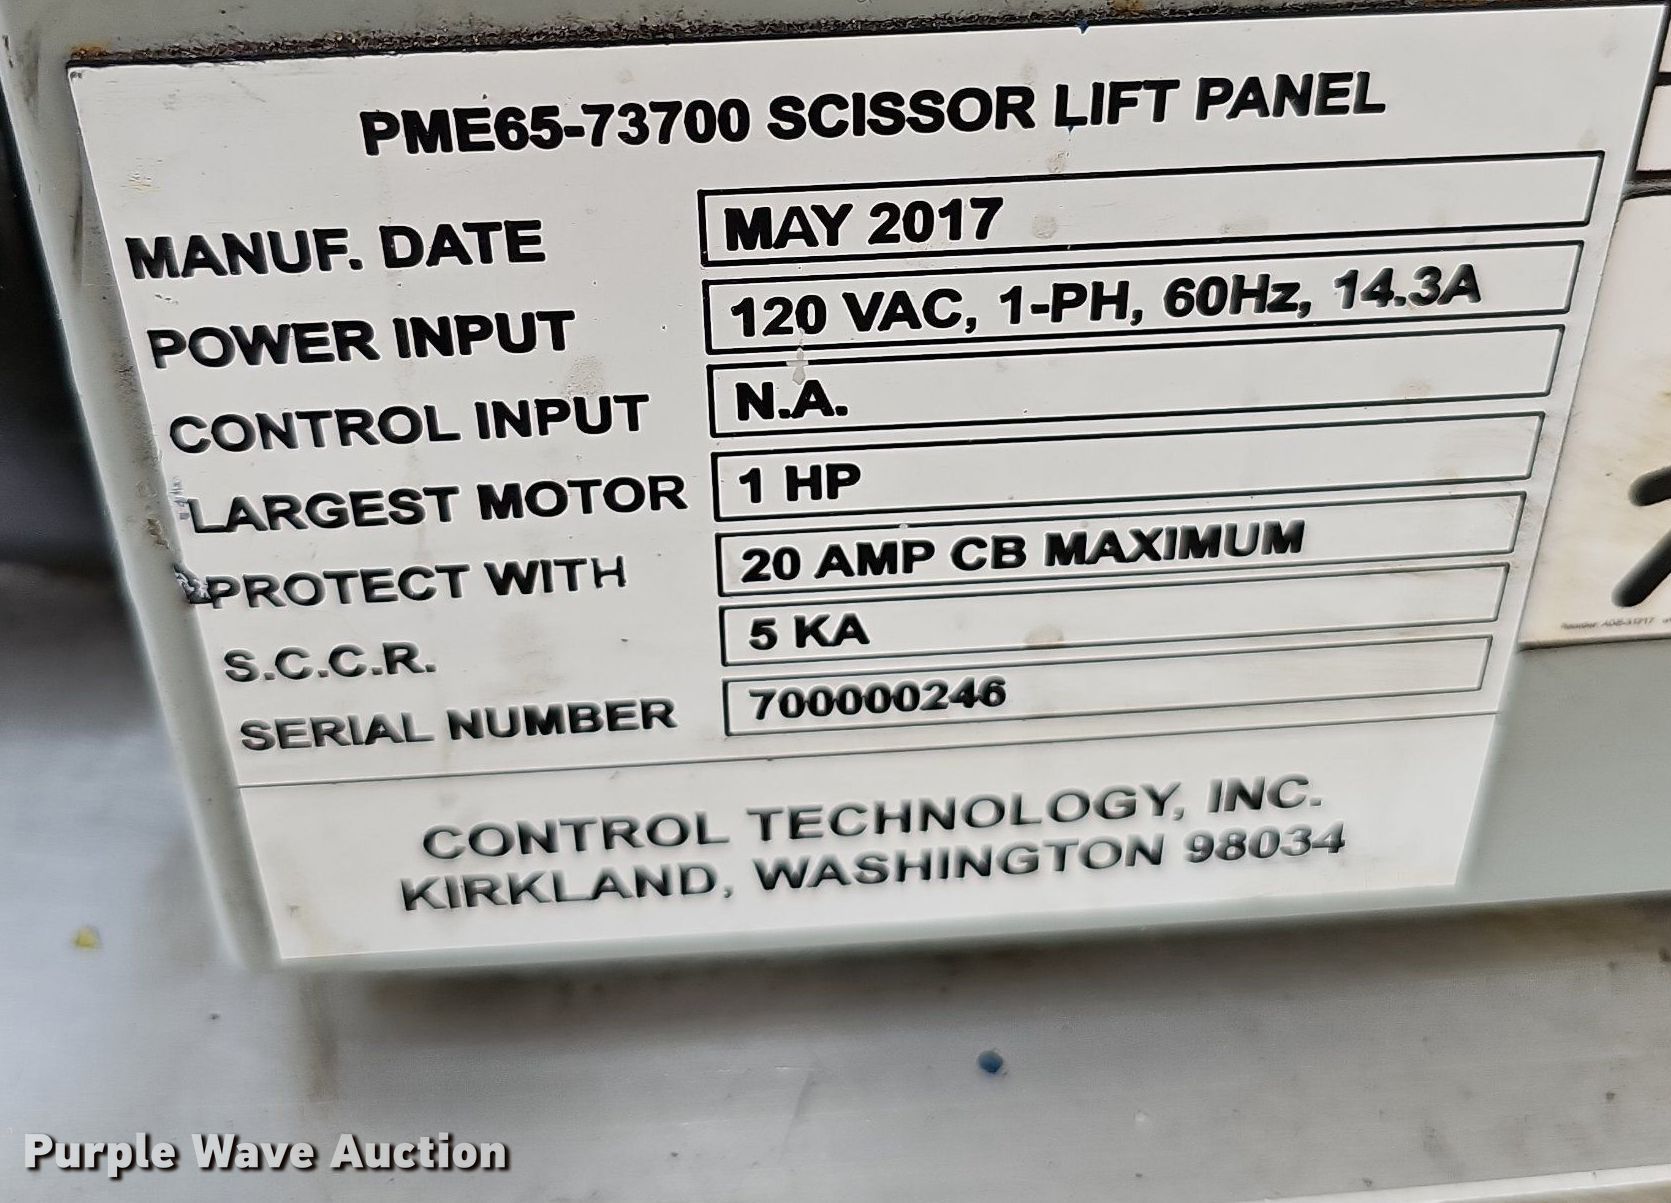 PME65-73700 SCISSOR LIFT PANEL
MANUF. DATE MAY 2017
POWER INPUT 120 VAC, 1-PH, 60Hz, 14.3A
CONTROL INPUT N.A.
LARGEST MOTOR 1 HP
PROTECT WITH 20 AMP CB MAXIMUM
S.C.C.R. 5 KA
SERIAL NUMBER 700000246
CONTROL TECHNOLOGY, INC.
KIRKLAND, WASHINGTON 98034
Purple Wave Auction